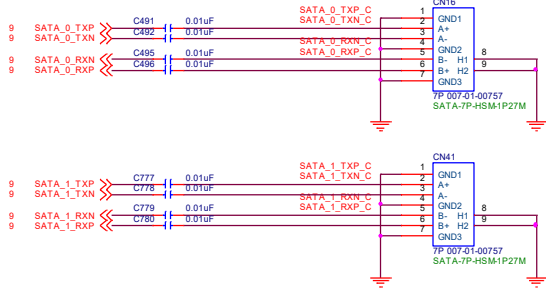 CN16
9 SATA_0_TXP C491 0.01uF SATA_0_TXP_C 1 GND1
9 SATA_0_TXN C492 0.01uF SATA_0_TXN_C 2 A+
3 A-
9 SATA_0_RXN C495 0.01uF SATA_0_RXN_C 4 GND2
9 SATA_0_RXP C496 0.01uF SATA_0_RXP_C 5 B- H1 8
6 B+ H2 9
7 GND3
7P 007-01-00757
SATA-7P-HSM-1P27M
CN41
9 SATA_1_TXP C777 0.01uF SATA_1_TXP_C 1 GND1
9 SATA_1_TXN C778 0.01uF SATA_1_TXN_C 2 A+
3 A-
9 SATA_1_RXN C779 0.01uF SATA_1_RXN_C 4 GND2
9 SATA_1_RXP C780 0.01uF SATA_1_RXP_C 5 B- H1 8
6 B+ H2 9
7 GND3
7P 007-01-00757
SATA-7P-HSM-1P27M